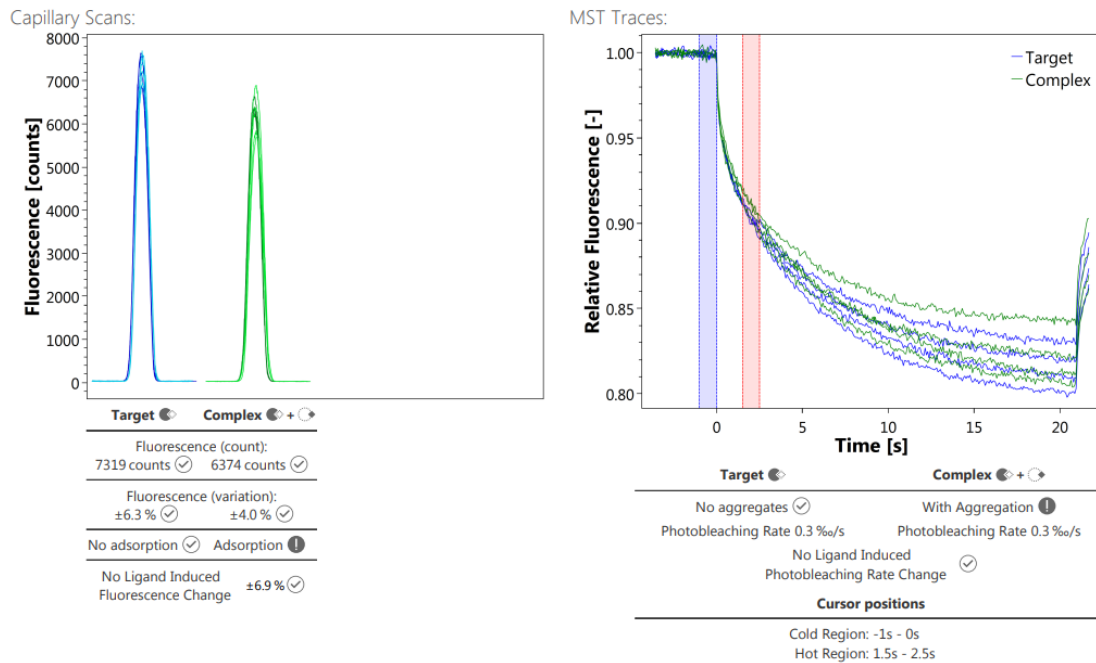 Capillary Scans:
8000
7000
6000
5000
4000
3000
2000
1000
0
Fluorescence [counts]
Target Complex +
Fluorescence (count):
7319 counts 6374 counts
Fluorescence (variation):
±6.3 % ±4.0 %
No adsorption Adsorption
No Ligand Induced
Fluorescence Change
±6.9 %
MST Traces:
1.00
0.95
0.90
0.85
0.80
Relative Fluorescence [-]
Target
Complex
0 5 10 15 20
Time [s]
Target Complex +
No aggregates With Aggregation
Photobleaching Rate 0.3 ‰/s Photobleaching Rate 0.3 ‰/s
No Ligand Induced
Photobleaching Rate Change
Cursor positions
Cold Region: -1s - 0s
Hot Region: 1.5s - 2.5s